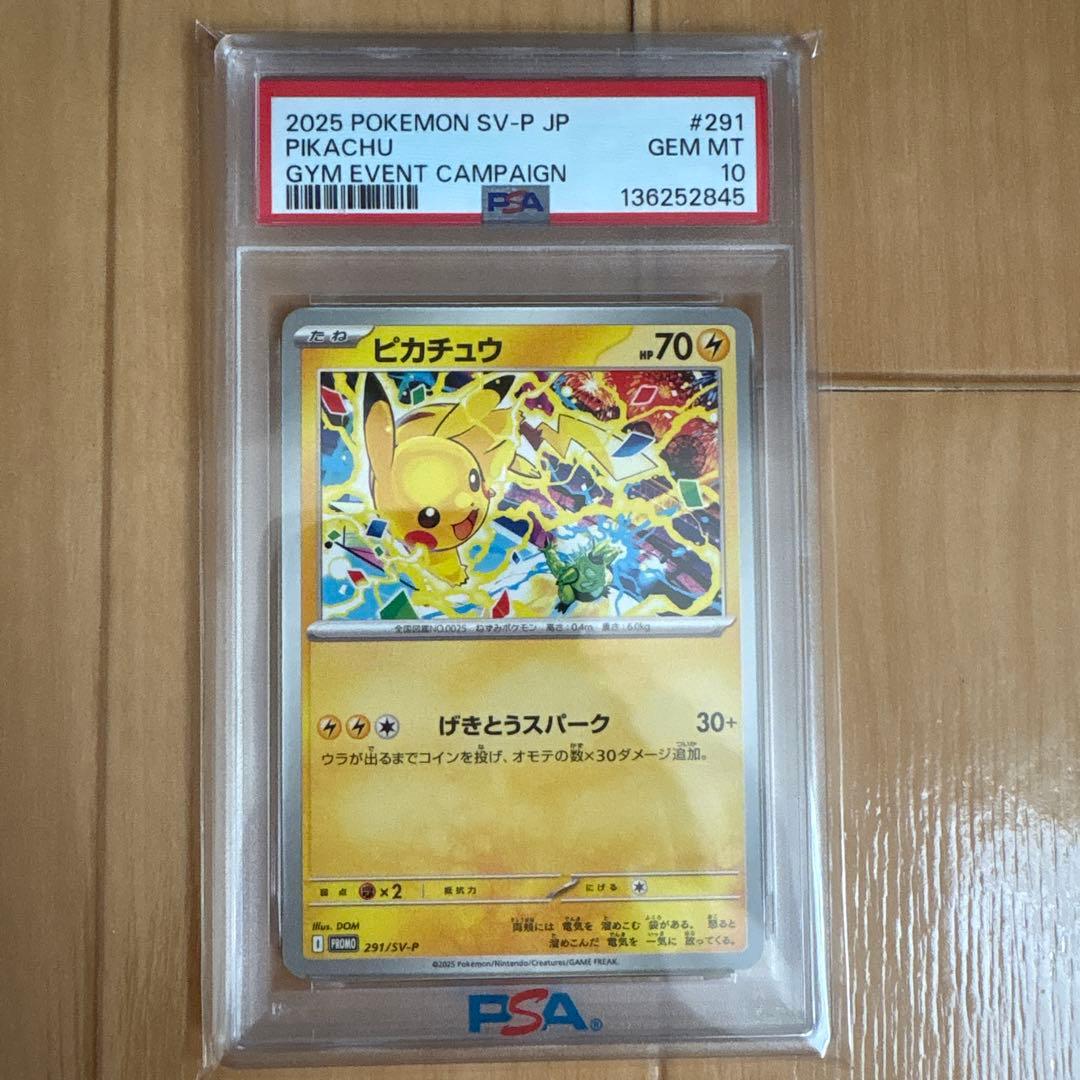 2025 POKEMON SV-P JP #291
PIKACHU GEM MT
GYM EVENT CAMPAIGN 10
PSA 136252845
たね ピカチュウ HP 70
全国図鑑NO.0025 ねずみポケモン 高さ:0.4m 重さ:6.0kg
げきとうスパーク 30+
ウラが出るまでコインを投げ、オモテの数×30ダメージ追加。
弱点 ×2 抵抗力 にげる
Illus. DOM
両頬には 電気を 溜めこむ 袋がある。 怒ると
溜めこんだ 電気を 一気に 放ってくる。
I PROMO 291/SV-P
©2025 Pokémon/Nintendo/Creatures/GAME FREAK.
PSA®